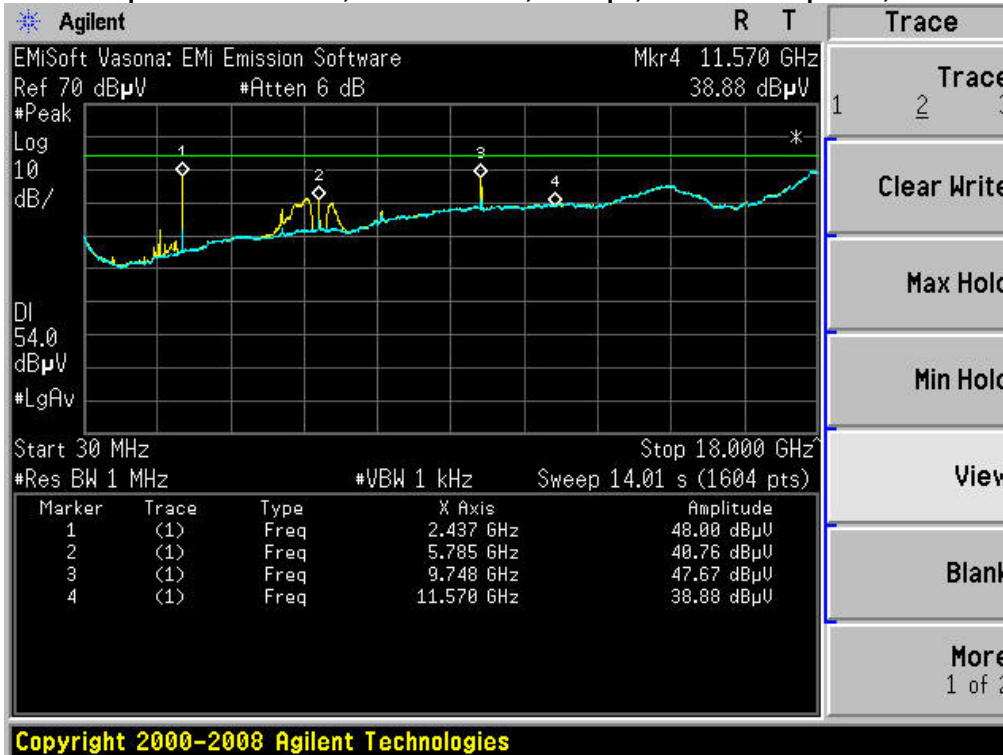 Agilent R T Trace
EMiSoft Vasona: EMi Emission Software Mkr4 11.570 GHz
Ref 70 dBµV #Atten 6 dB 38.88 dBµV
#Peak
Log
10
dB/
1
2
3
4
*
DI
54.0
dBµV
#LgAv
Start 30 MHz Stop 18.000 GHz^
#Res BW 1 MHz #VBW 1 kHz Sweep 14.01 s (1604 pts)
Marker Trace Type X Axis Amplitude
1 (1) Freq 2.437 GHz 48.00 dBµV
2 (1) Freq 5.785 GHz 40.76 dBµV
3 (1) Freq 9.748 GHz 47.67 dBµV
4 (1) Freq 11.570 GHz 38.88 dBµV
Trace
1 2 3
Clear Write
Max Hold
Min Hold
View
Blank
More
1 of 2
Copyright 2000-2008 Agilent Technologies